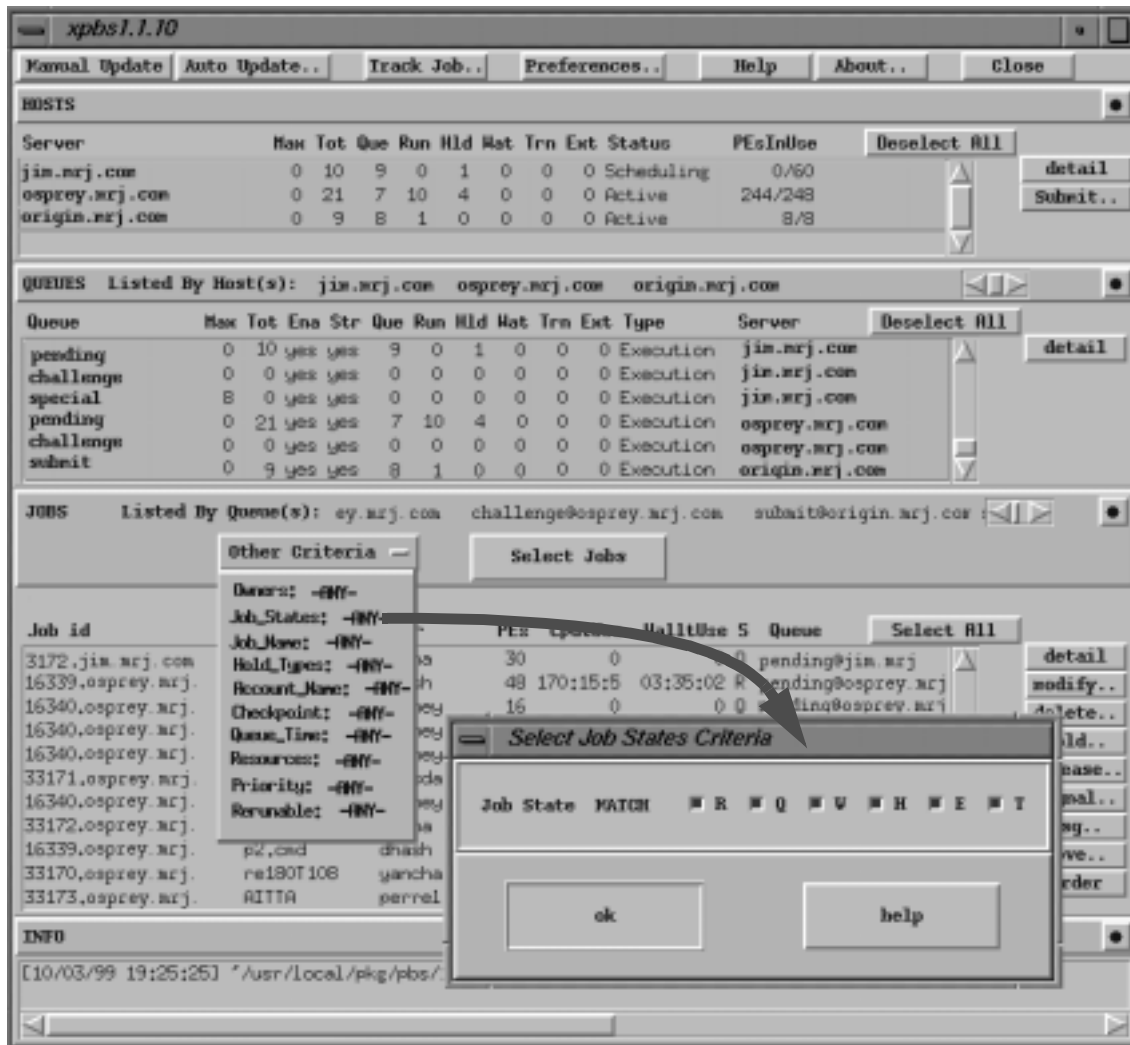 xpbs1.1.10
Manual Update Auto Update.. Track Job.. Preferences.. Help About.. Close
HOSTS
Server Max Tot Que Run Hld Wat Trn Ext Status PEsInUse Deselect All
jim.mrj.com 0 10 9 0 1 0 0 0 Scheduling 0/60 detail
osprey.mrj.com 0 21 7 10 4 0 0 0 Active 244/248 Submit..
origin.mrj.com 0 9 8 1 0 0 0 0 Active 8/8
QUEUES Listed By Host(s): jim.mrj.com osprey.mrj.com origin.mrj.com
Queue Max Tot Ena Str Que Run Hld Wat Trn Ext Type Server Deselect All
pending 0 10 yes yes 9 0 1 0 0 0 Execution jim.mrj.com detail
challenge 0 0 yes yes 0 0 0 0 0 0 Execution jim.mrj.com
special 8 0 yes yes 0 0 0 0 0 0 Execution jim.mrj.com
pending 0 21 yes yes 7 10 4 0 0 0 Execution osprey.mrj.com
challenge 0 0 yes yes 0 0 0 0 0 0 Execution osprey.mrj.com
submit 0 9 yes yes 8 1 0 0 0 0 Execution origin.mrj.com
JOBS Listed By Queue(s): ey.mrj.com challenge@osprey.mrj.com submit@origin.mrj.com
Other Criteria Select Jobs
Owners: -ANY-
Job_States: -ANY-
Job_Name: -ANY-
Hold_Types: -ANY-
Account_Name: -ANY-
Checkpoint: -ANY-
Queue_Time: -ANY-
Resources: -ANY-
Priority: -ANY-
Rerunable: -ANY-
Job id PEs WalltUse S Queue Select All
3172.jim.mrj.com 30 0 0 Q pending@jim.mrj detail
16339.osprey.mrj. 48 170:15:5 03:35:02 R pending@osprey.mrj modify..
16340.osprey.mrj. 16 0 0 Q pending@osprey.mrj delete..
16340.osprey.mrj.
16340.osprey.mrj.
33171.osprey.mrj.
16340.osprey.mrj.
33172.osprey.mrj.
16339.osprey.mrj. p2.cmd dhash
33170.osprey.mrj. re180T108 yancha
33173.osprey.mrj. AITTA perrel
Select Job States Criteria
Job State MATCH R Q W H E T
ok help
INFO
[10/03/99 19:25:25] "/usr/local/pkg/pbs/